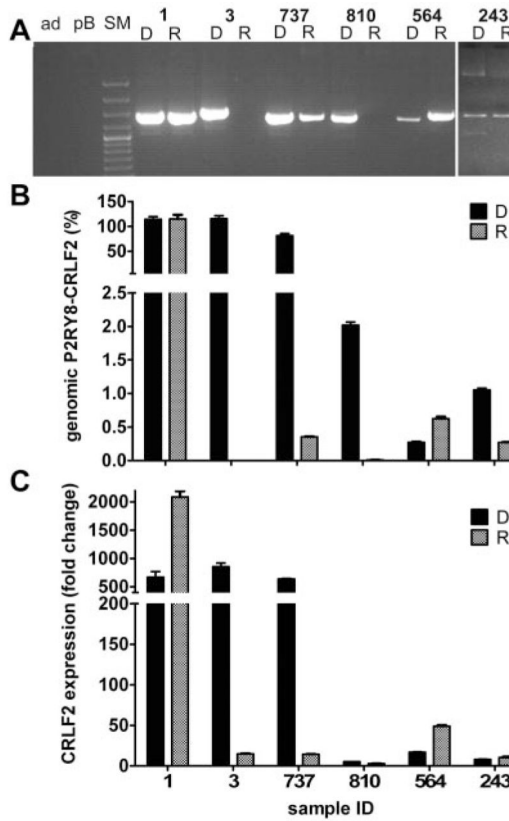 A
1 3 737 810 564 243
ad pB SM D R D R D R D R D R D R
B
genomic P2RY8-CRLF2 (%)
150
100
50
2.5
2.0
1.5
1.0
0.5
0.0
D
R
C
CRLF2 expression (fold change)
2000
1500
1000
500
200
150
100
50
0
D
R
1 3 737 810 564 243
sample ID